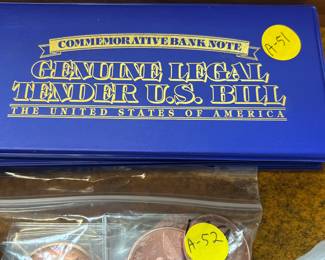 COMMEMORATIVE BANK NOTE
A-51
GENUINE LEGAL
TENDER U.S. BILL
THE UNITED STATES OF AMERICA
A-52